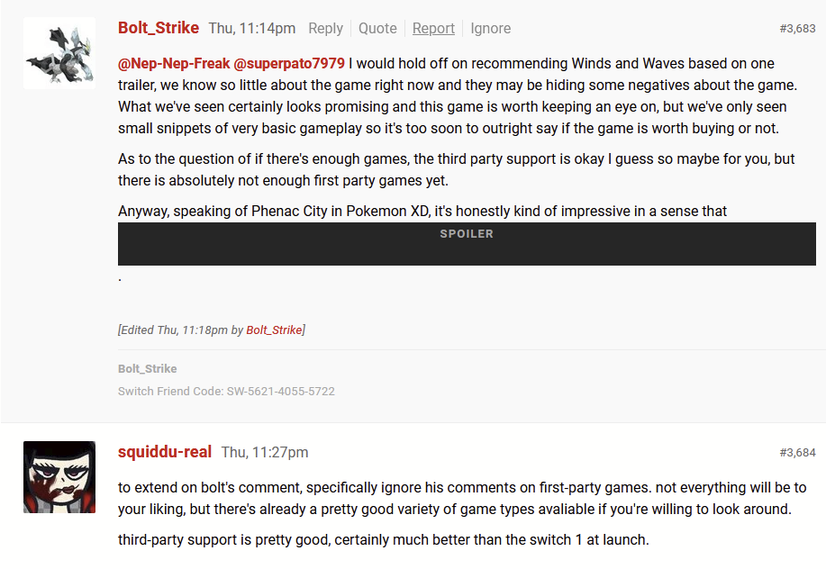 Bolt_Strike Thu, 11:14pm Reply Quote Report Ignore #3,683
@Nep-Nep-Freak @superpato7979 I would hold off on recommending Winds and Waves based on one
trailer, we know so little about the game right now and they may be hiding some negatives about the game.
What we've seen certainly looks promising and this game is worth keeping an eye on, but we've only seen
small snippets of very basic gameplay so it's too soon to outright say if the game is worth buying or not.
As to the question of if there's enough games, the third party support is okay I guess so maybe for you, but
there is absolutely not enough first party games yet.
Anyway, speaking of Phenac City in Pokemon XD, it's honestly kind of impressive in a sense that
SPOILER
.
[Edited Thu, 11:18pm by Bolt_Strike]
Bolt_Strike
Switch Friend Code: SW-5621-4055-5722
squiddu-real Thu, 11:27pm #3,684
to extend on bolt's comment, specifically ignore his comments on first-party games. not everything will be to
your liking, but there's already a pretty good variety of game types avaliable if you're willing to look around.
third-party support is pretty good, certainly much better than the switch 1 at launch.